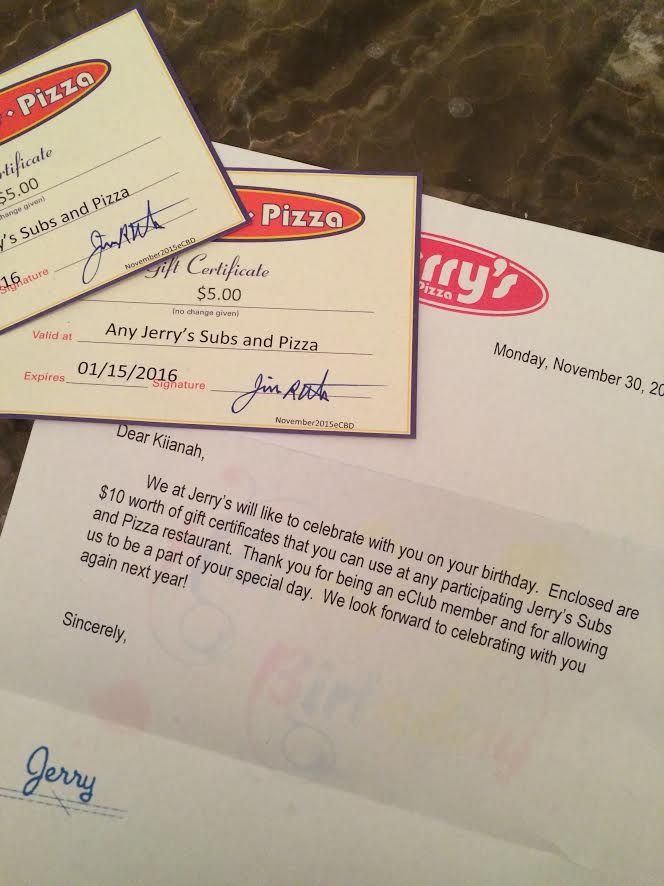 Pizza
$5.00
y's Subs and Pizza
16
Signature
November2015eCBD
Pizza
Gift Certificate
$5.00
(no change given)
Valid at Any Jerry's Subs and Pizza
Expires 01/15/2016 Signature
November2015eCBD
rry's
Pizza
Monday, November 30, 20
Dear Kiianah,
We at Jerry's will like to celebrate with you on your birthday. Enclosed are
$10 worth of gift certificates that you can use at any participating Jerry's Subs
and Pizza restaurant. Thank you for being an eClub member and for allowing
us to be a part of your special day. We look forward to celebrating with you
again next year!
Sincerely,
Jerry